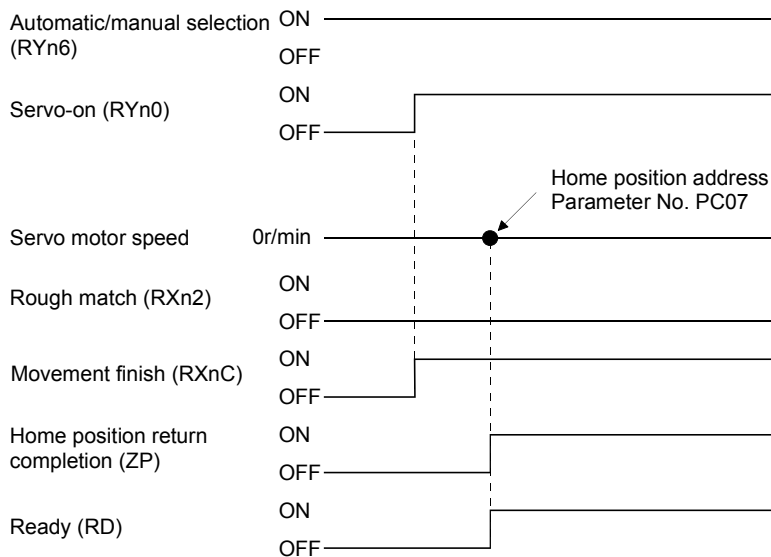 Automatic/manual selection
(RYn6)
ON
OFF
Servo-on (RYn0)
ON
OFF
Home position address
Parameter No. PC07
Servo motor speed
0r/min
Rough match (RXn2)
ON
OFF
Movement finish (RXnC)
ON
OFF
Home position return
completion (ZP)
ON
OFF
Ready (RD)
ON
OFF